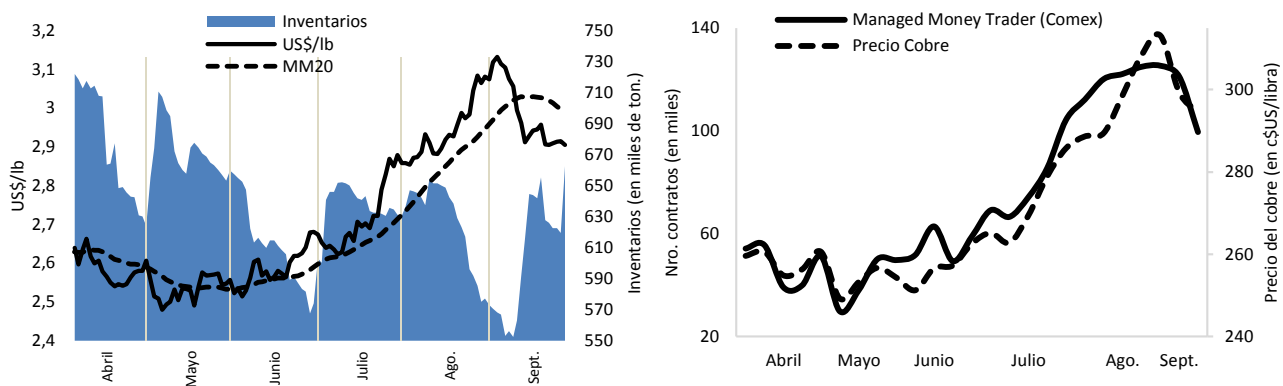 Inventarios
US$/lb
MM20
US$/lb
3,2
3,1
3
2,9
2,8
2,7
2,6
2,5
2,4
750
730
710
690
670
650
630
610
590
570
550
Inventarios (en miles de ton.)
Abril
Mayo
Junio
Julio
Ago.
Sept.
Managed Money Trader (Comex)
Precio Cobre
Nro. contratos (en miles)
140
100
60
20
300
280
260
240
Precio del cobre (en c$US/libra)
Abril
Mayo
Junio
Julio
Ago.
Sept.